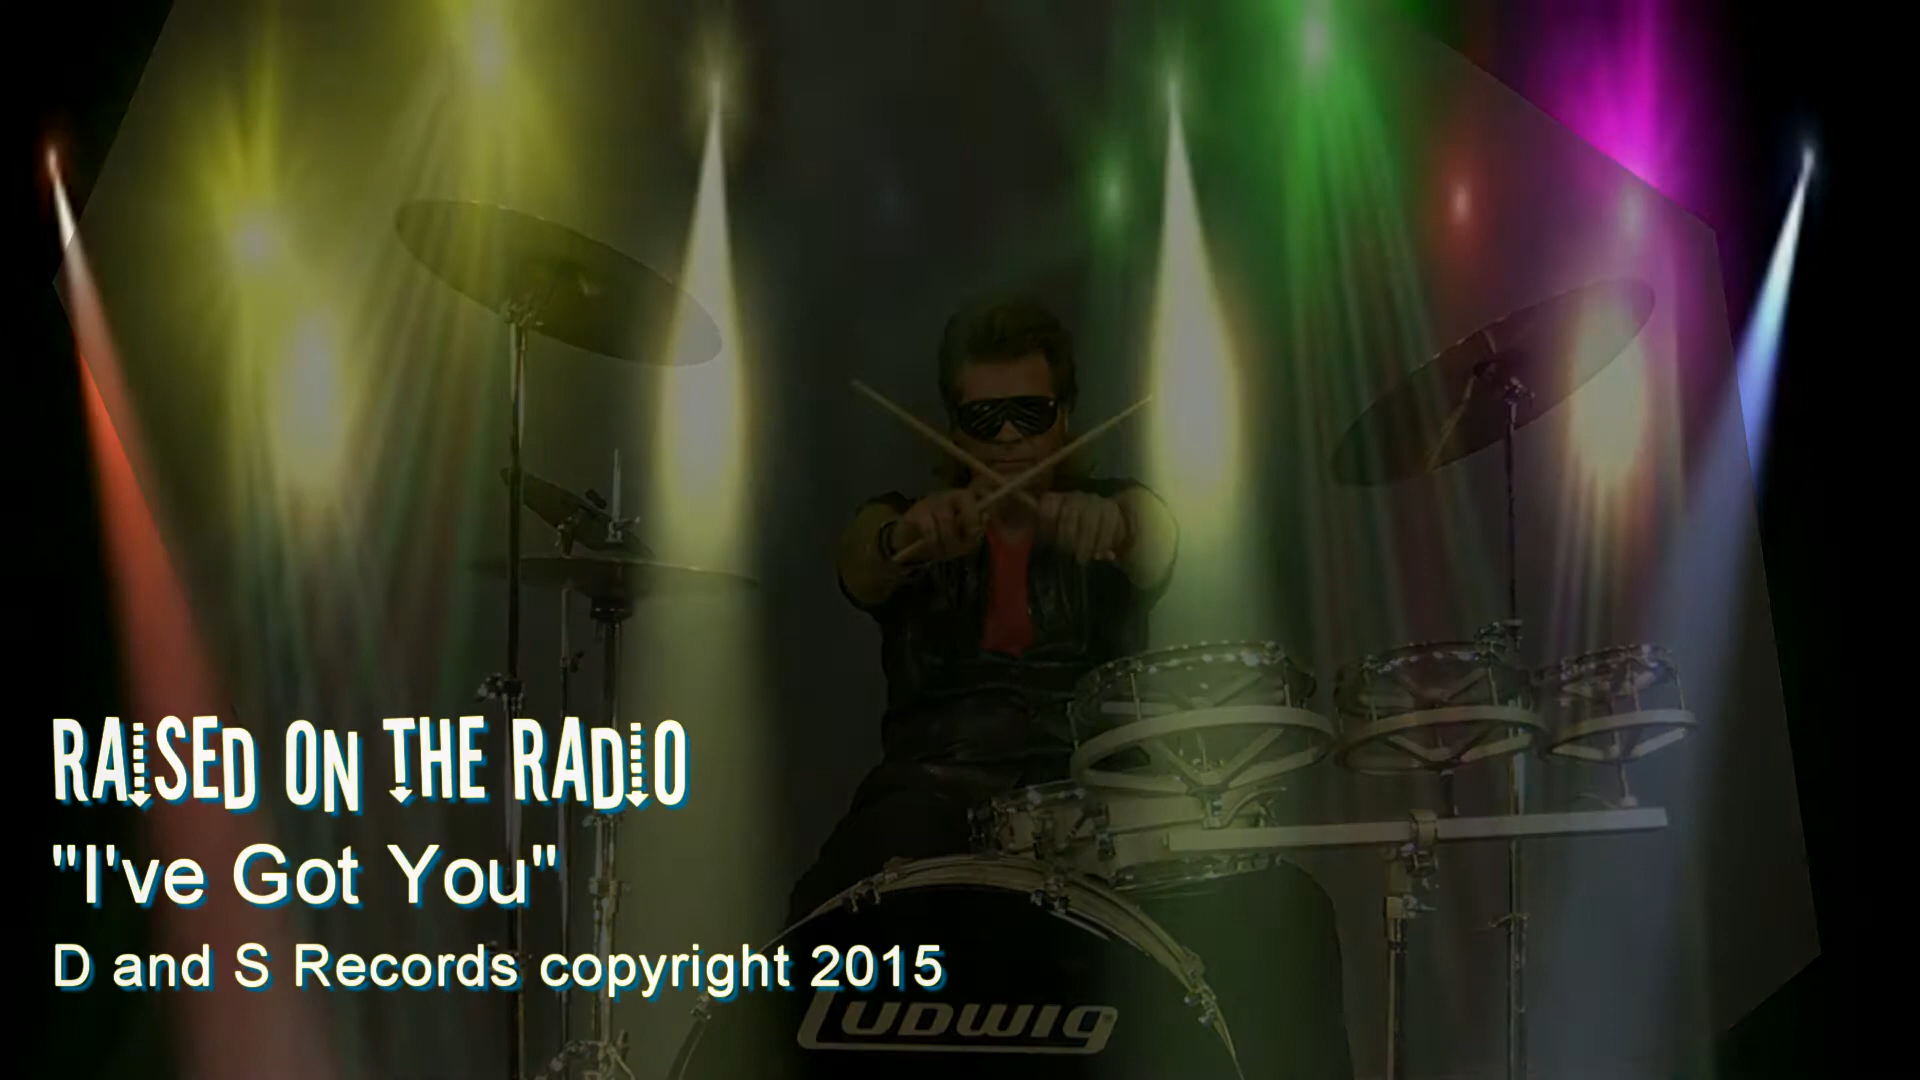 RAISED ON THE RADIO
"I've Got You"
D and S Records copyright 2015
LUDWIG